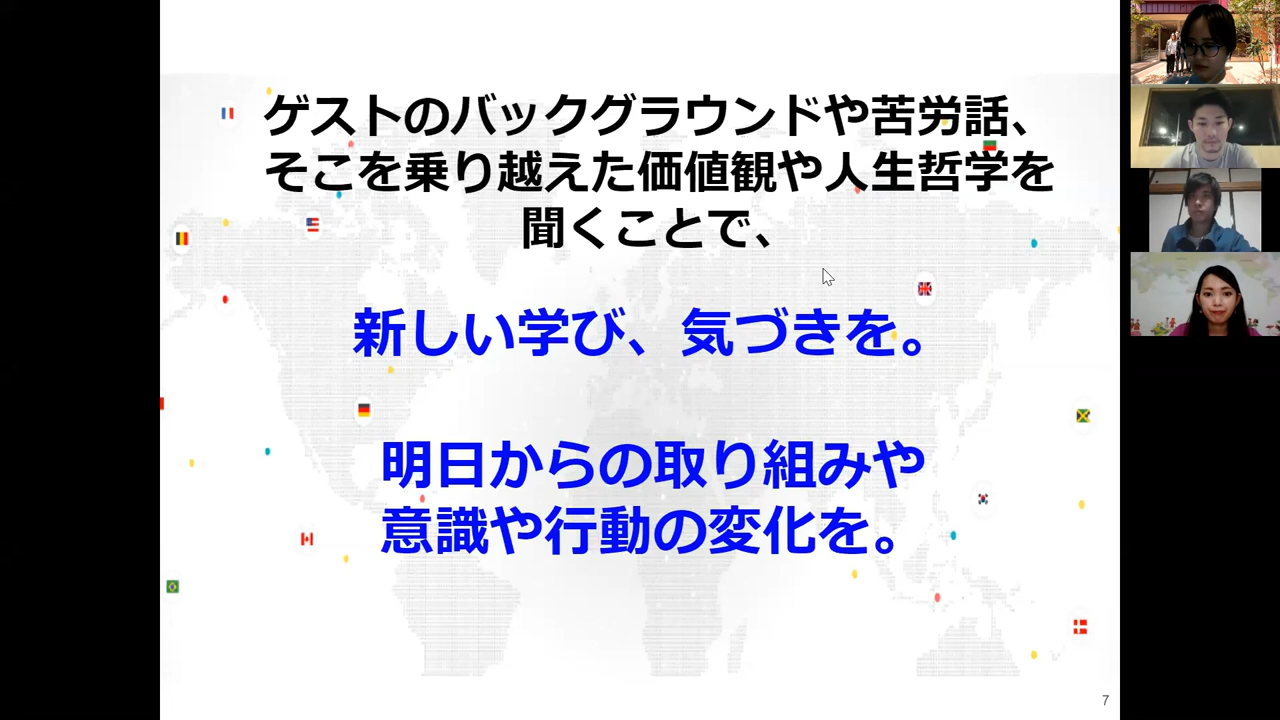 ゲストのバックグラウンドや苦労話、
そこを乗り越えた価値観や人生哲学を
聞くことで、
新しい学び、気づきを。
明日からの取り組みや
意識や行動の変化を。
7